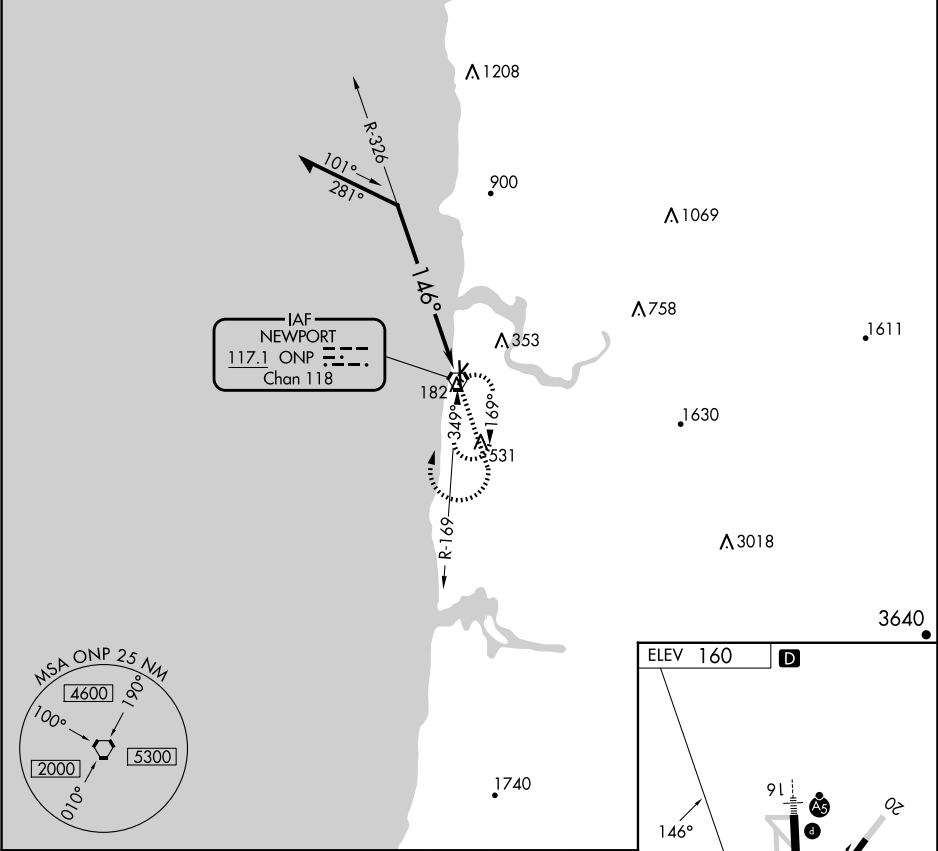 1208
R-326
101°
281°
900
1069
146°
758
IAF
NEWPORT
117.1 ONP
Chan 118
353
1611
182
349°
169°
1630
531
R-169
3018
3640
MSA ONP 25 NM
4600
190°
100°
5300
2000
010°
1740
ELEV 160
D
146°
16
A5
P
20